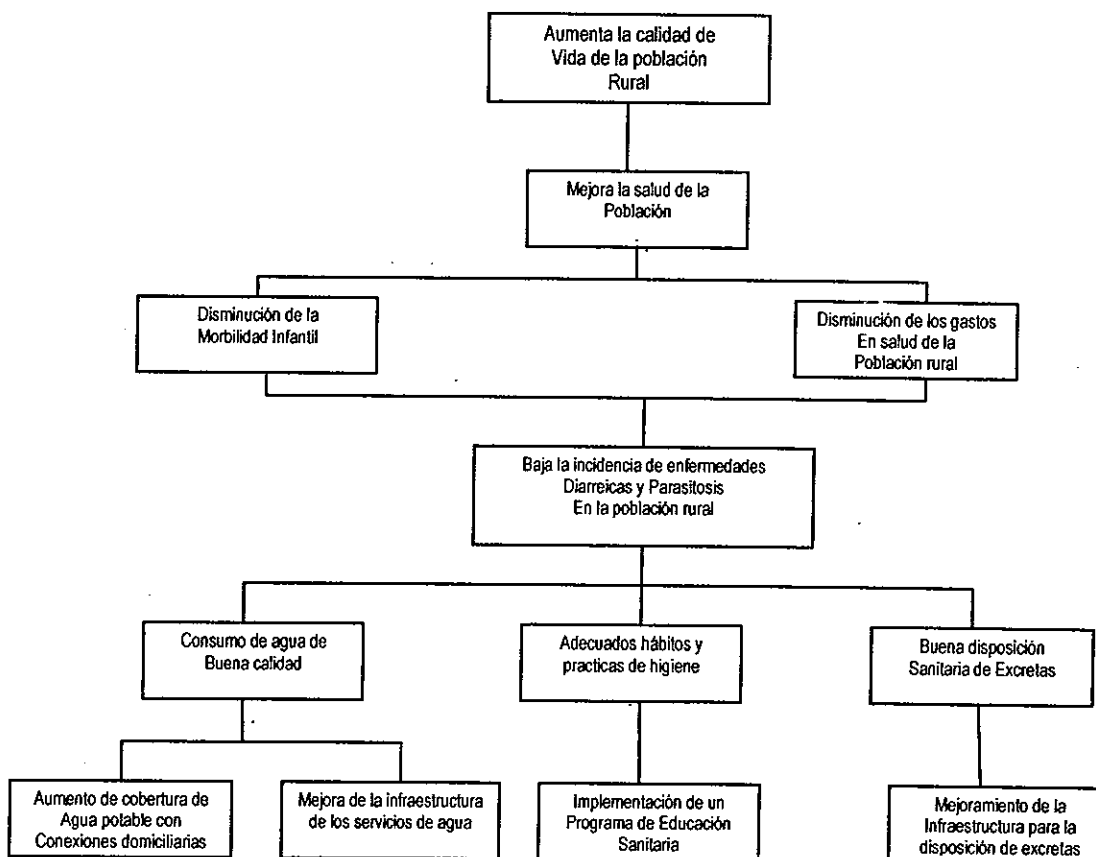 Aumenta la calidad de
Vida de la población
Rural
Mejora la salud de la
Población
Disminución de la
Morbilidad Infantil
Disminución de los gastos
En salud de la
Población rural
Baja la incidencia de enfermedades
Diarreicas y Parasitosis
En la población rural
Consumo de agua de
Buena calidad
Adecuados hábitos y
practicas de higiene
Buena disposición
Sanitaria de Excretas
Aumento de cobertura de
Agua potable con
Conexiones domiciliarias
Mejora de la infraestructura
de los servicios de agua
Implementación de un
Programa de Educación
Sanitaria
Mejoramiento de la
Infraestructura para la
disposición de excretas